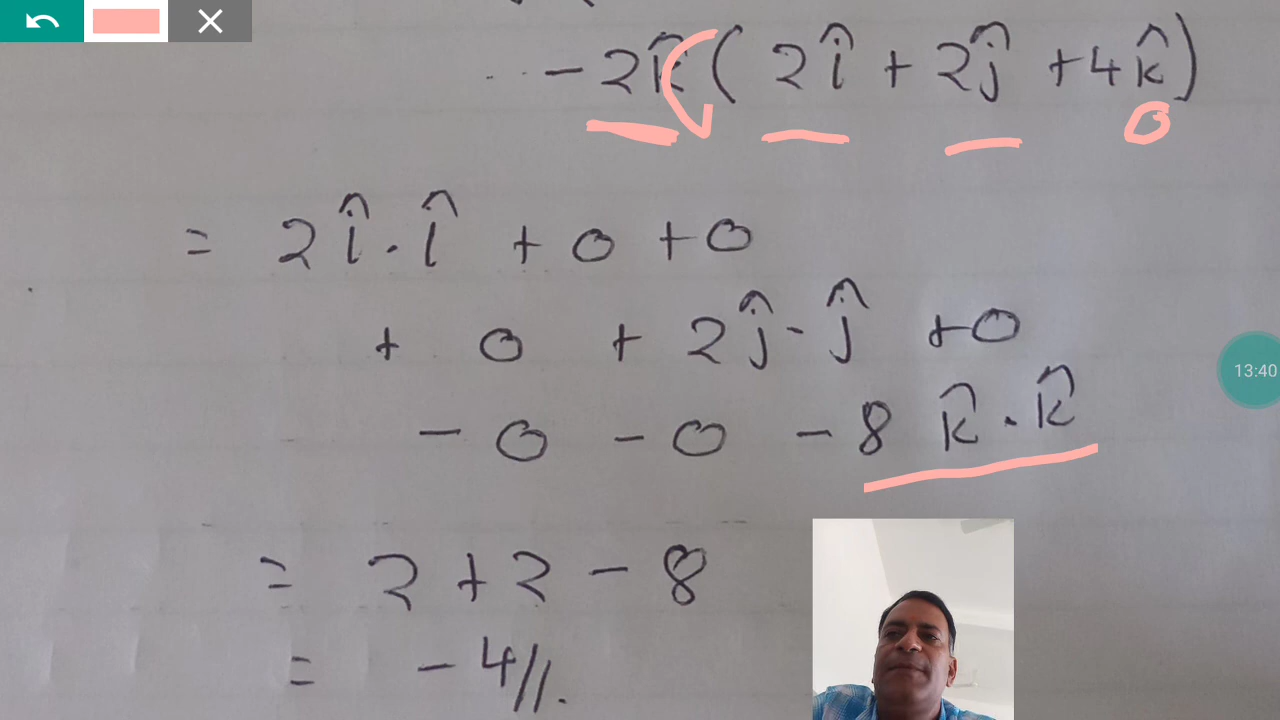 - 2k̂ ( 2î + 2ĵ + 4k̂ )
= 2î . î + 0 + 0
+ 0 + 2ĵ . ĵ + 0
- 0 - 0 - 8 k̂ . k̂
= 2 + 2 - 8
= - 4 //.
13:40